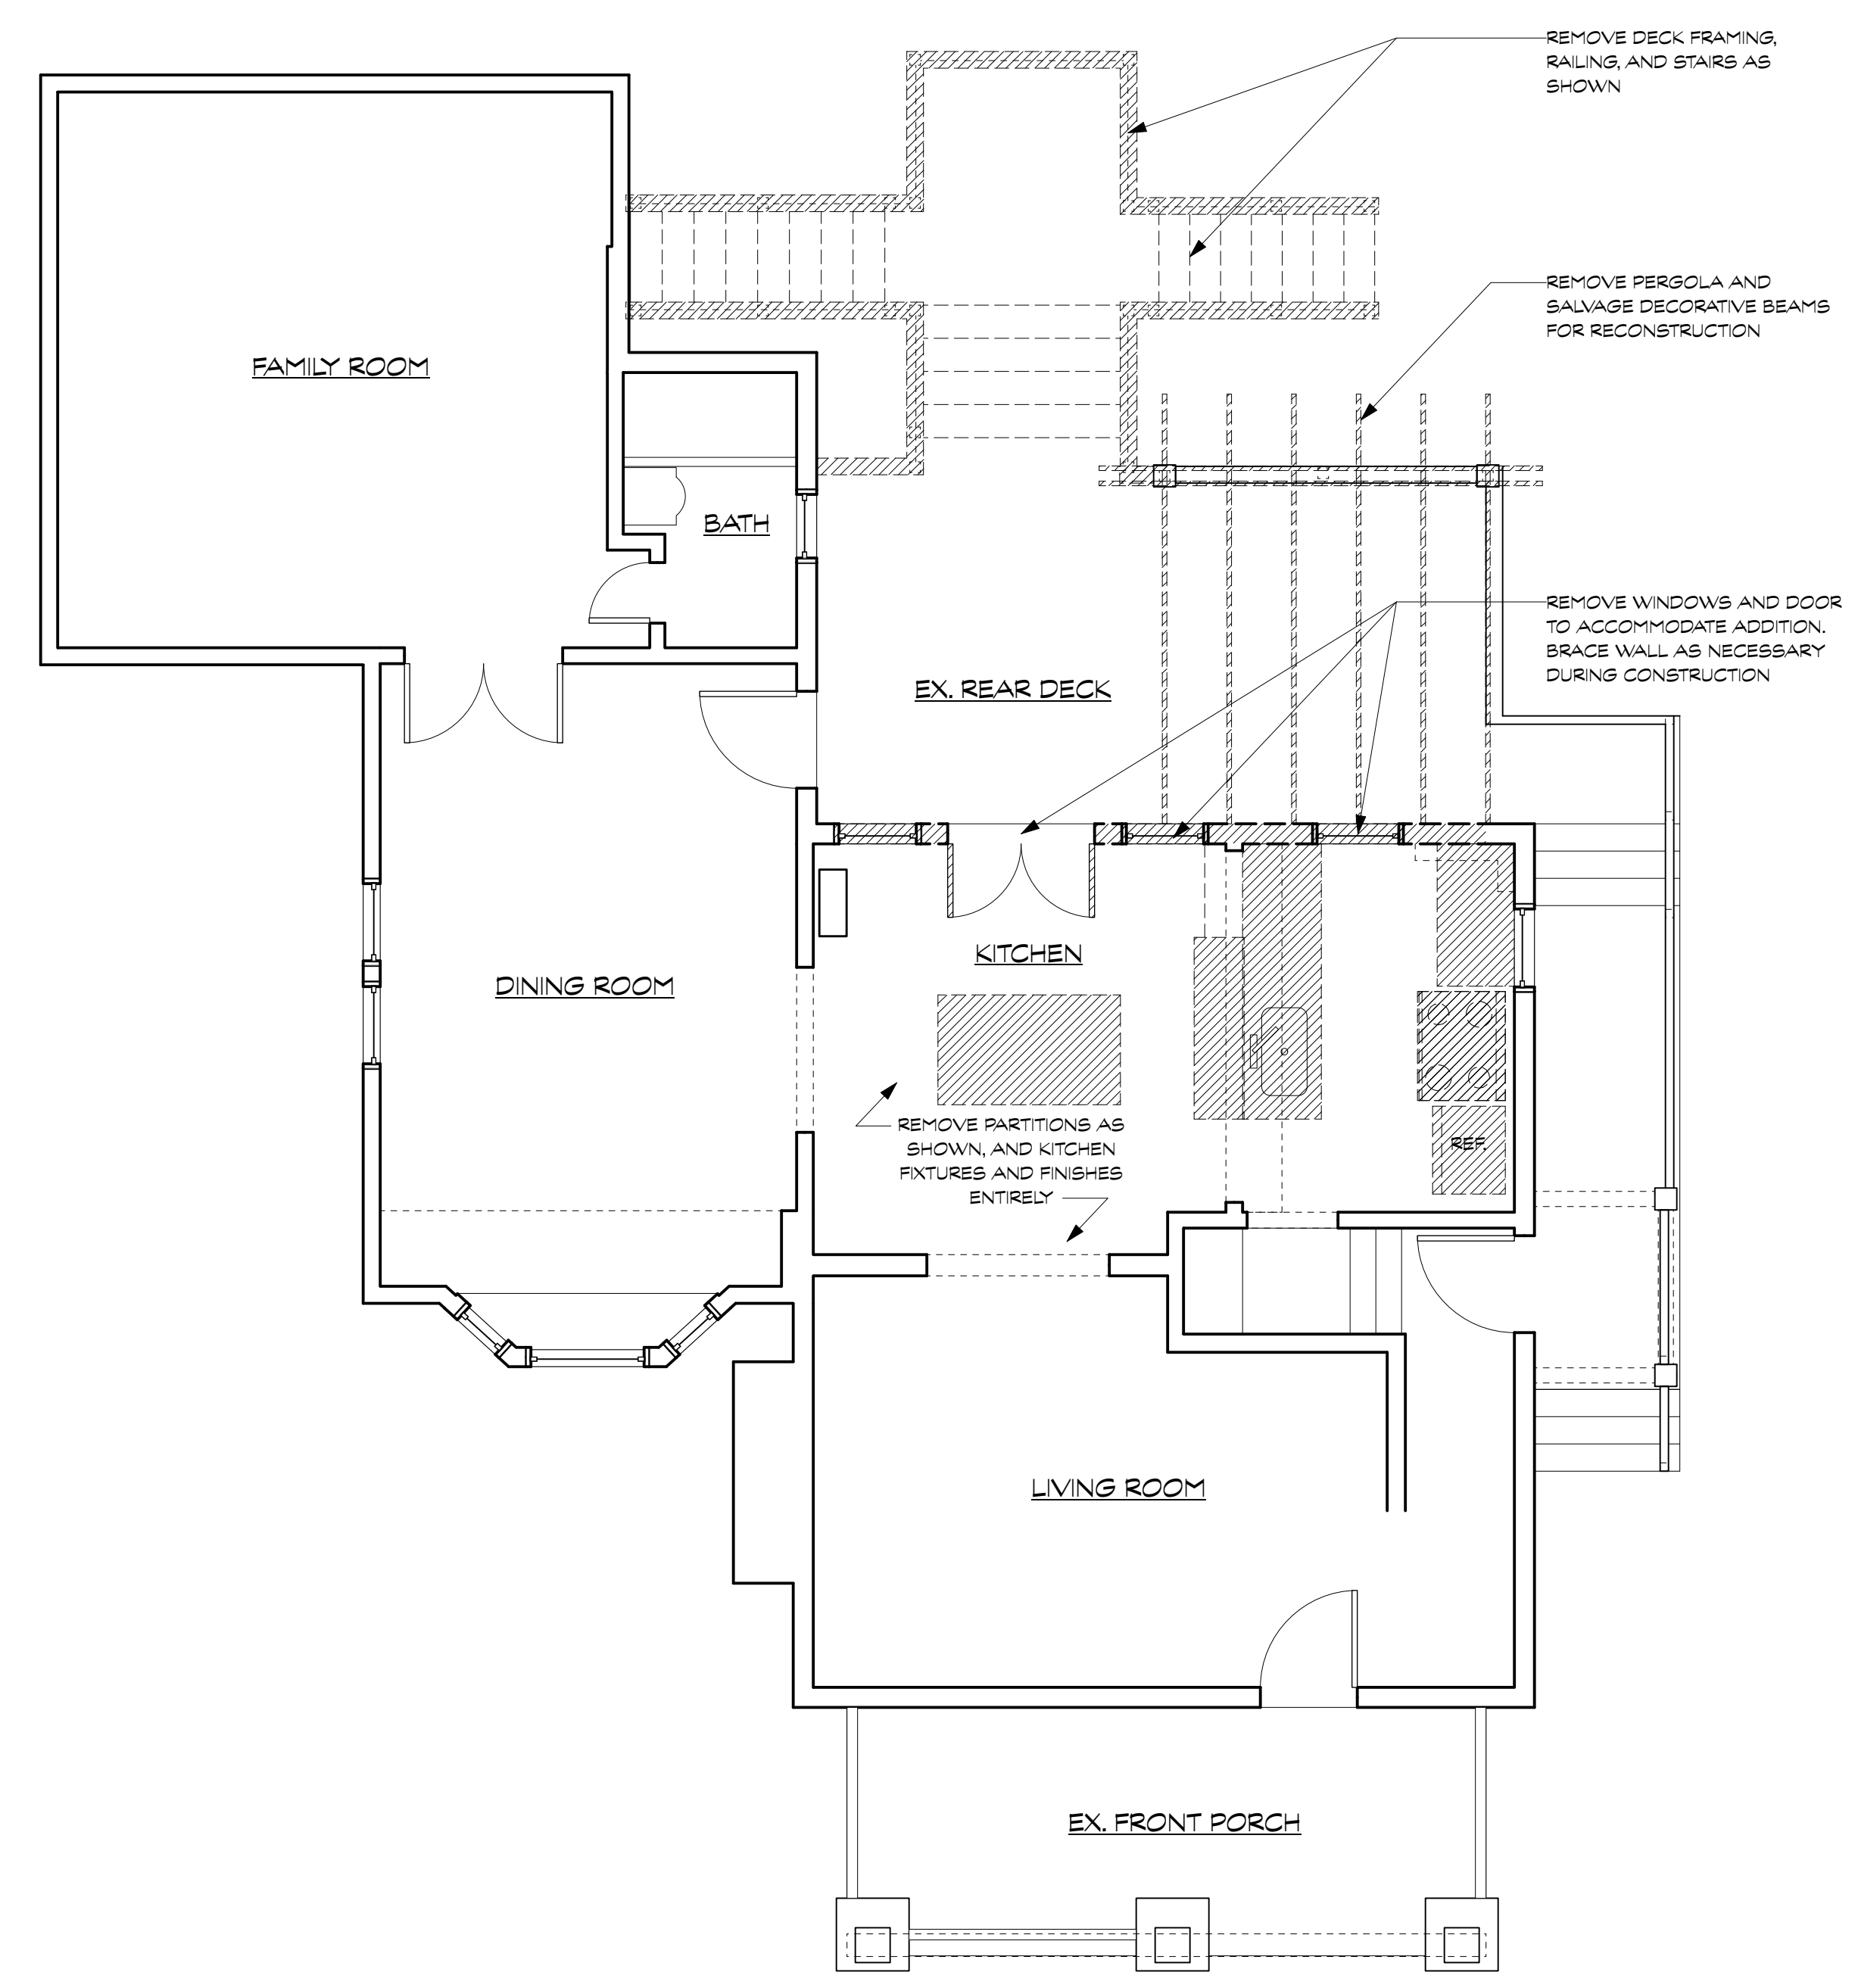 REMOVE DECK FRAMING,
RAILING, AND STAIRS AS
SHOWN
REMOVE PERGOLA AND
SALVAGE DECORATIVE BEAMS
FOR RECONSTRUCTION
FAMILY ROOM
BATH
REMOVE WINDOWS AND DOOR
TO ACCOMMODATE ADDITION.
BRACE WALL AS NECESSARY
DURING CONSTRUCTION
EX. REAR DECK
KITCHEN
DINING ROOM
REMOVE PARTITIONS AS
SHOWN, AND KITCHEN
FIXTURES AND FINISHES
ENTIRELY
REF.
LIVING ROOM
EX. FRONT PORCH